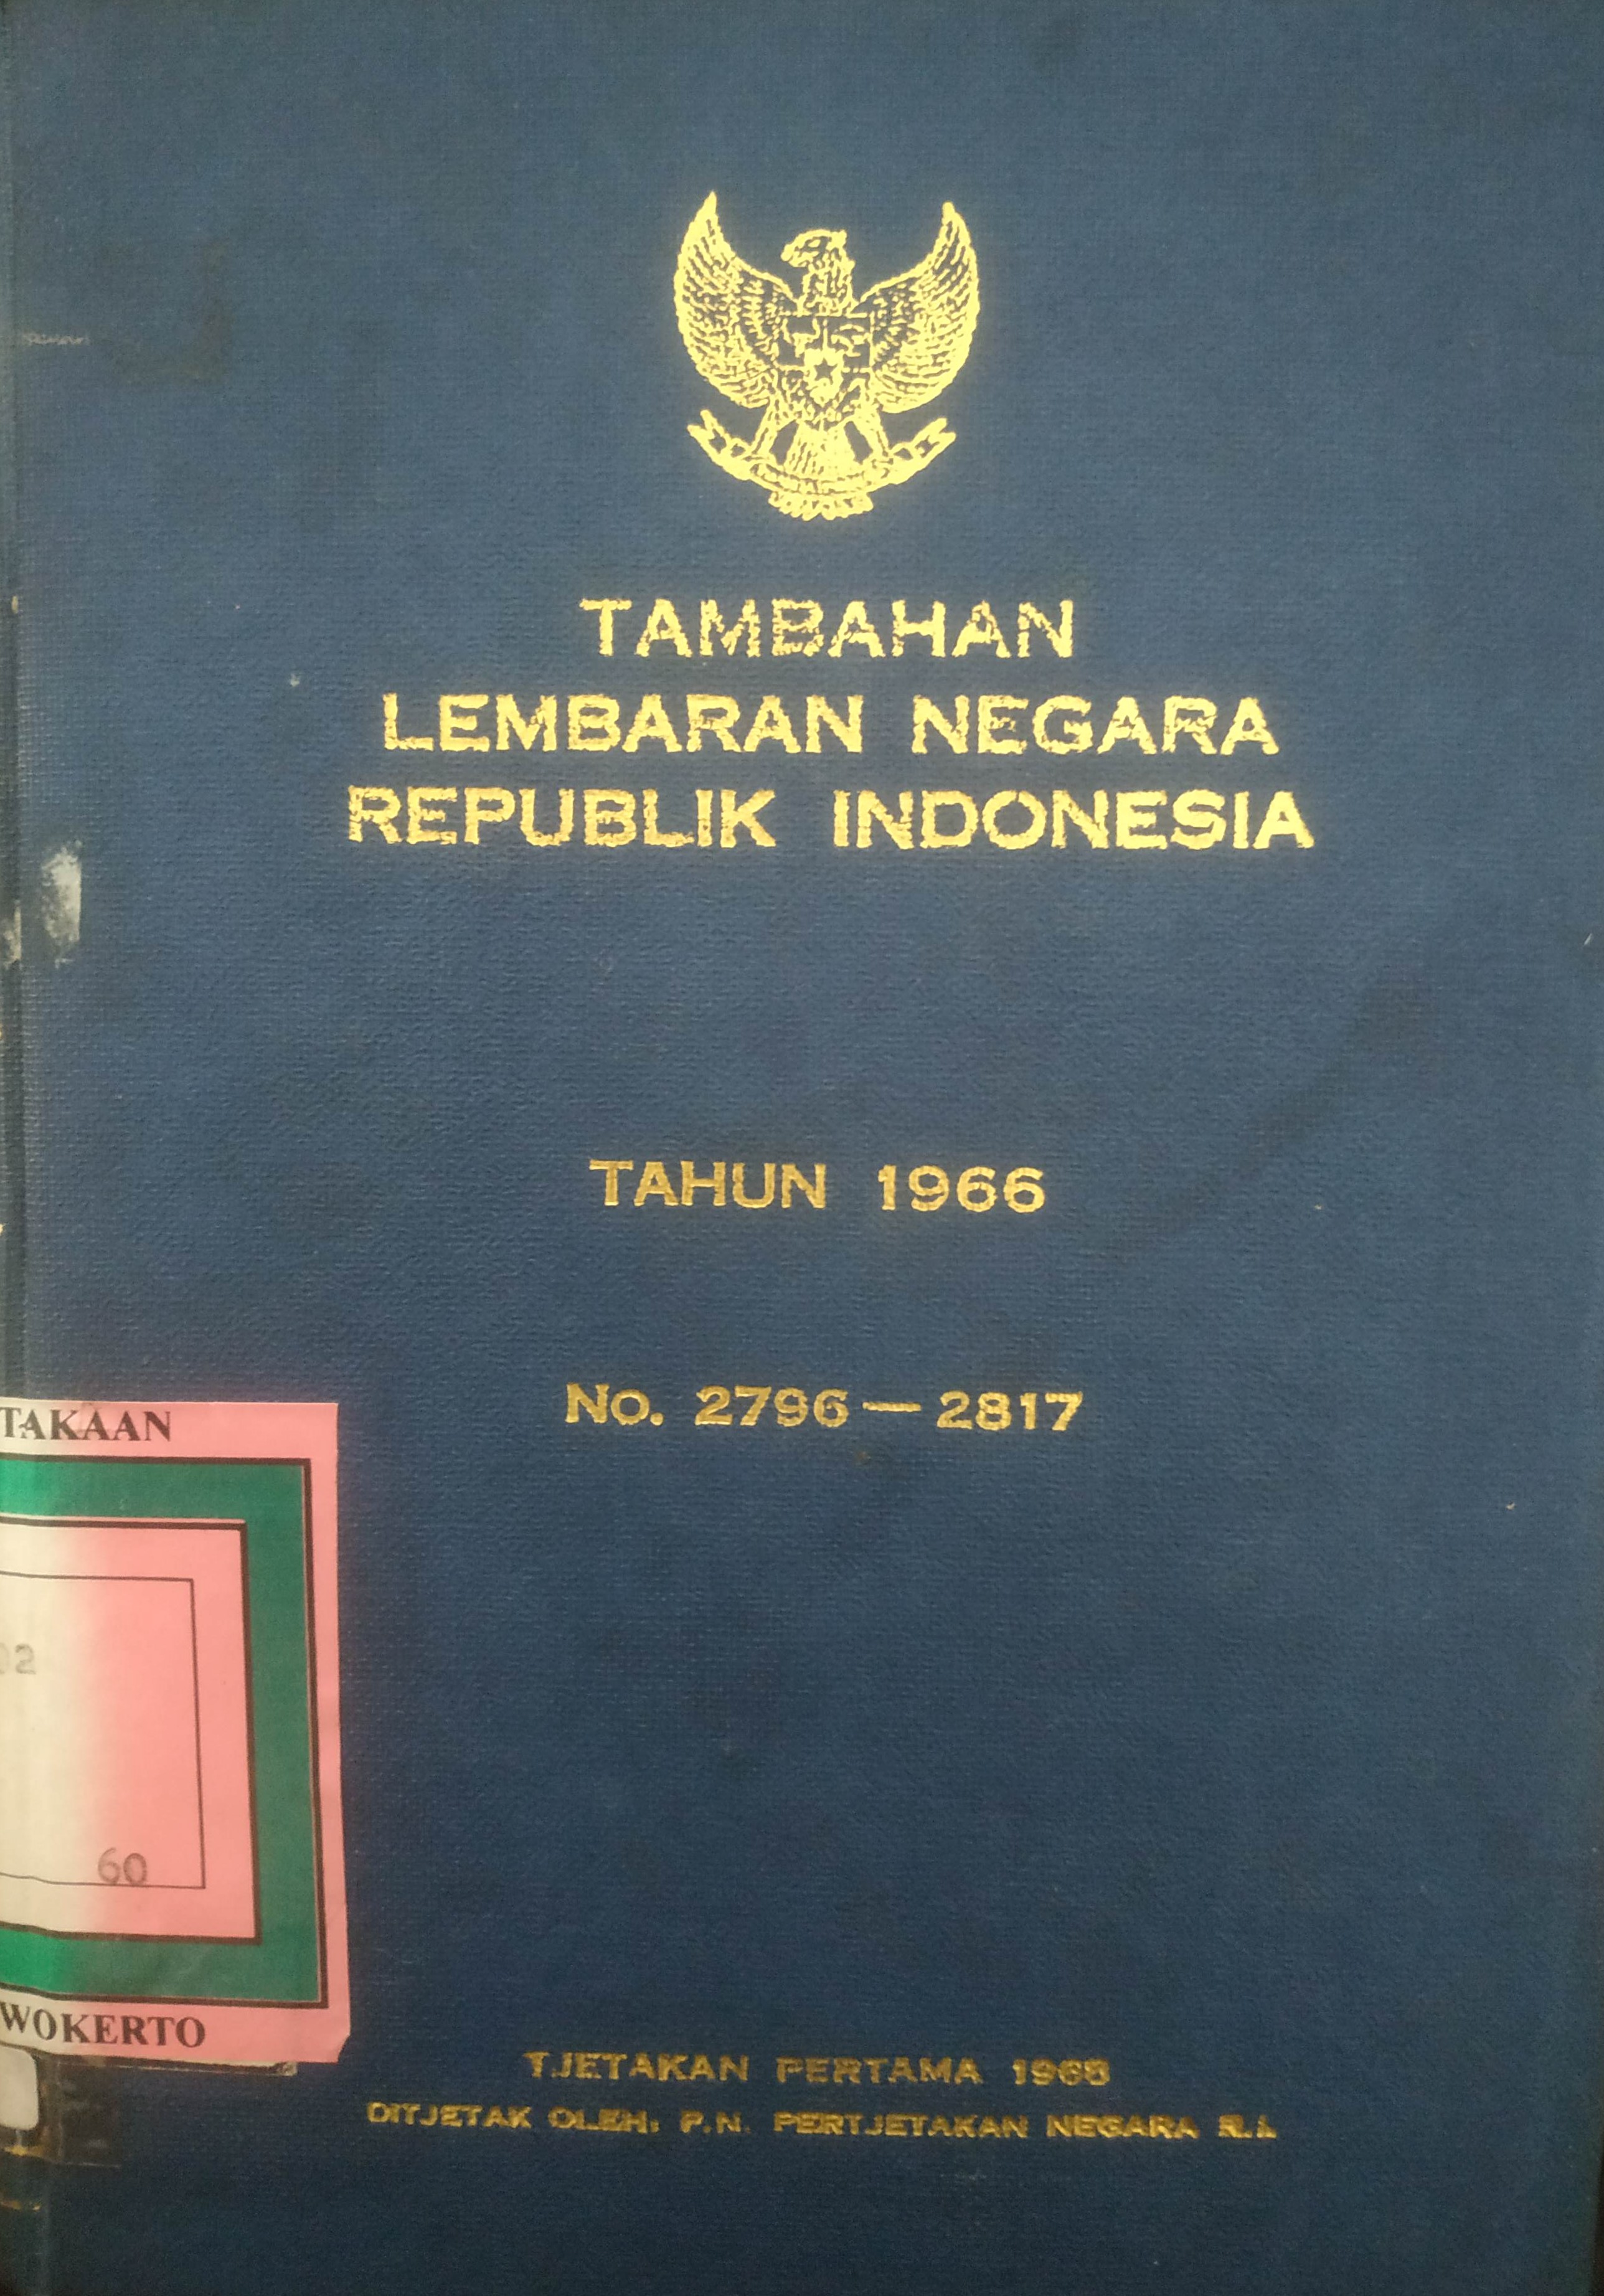 TAMBAHAN
LEMBARAN NEGARA
REPUBLIK INDONESIA
TAHUN 1966
No. 2796 — 2817
TAKAAN
02
60
WOKERTO
TJETAKAN PERTAMA 1968
DITJETAK OLEH: P.N. PERTJETAKAN NEGARA R.I.